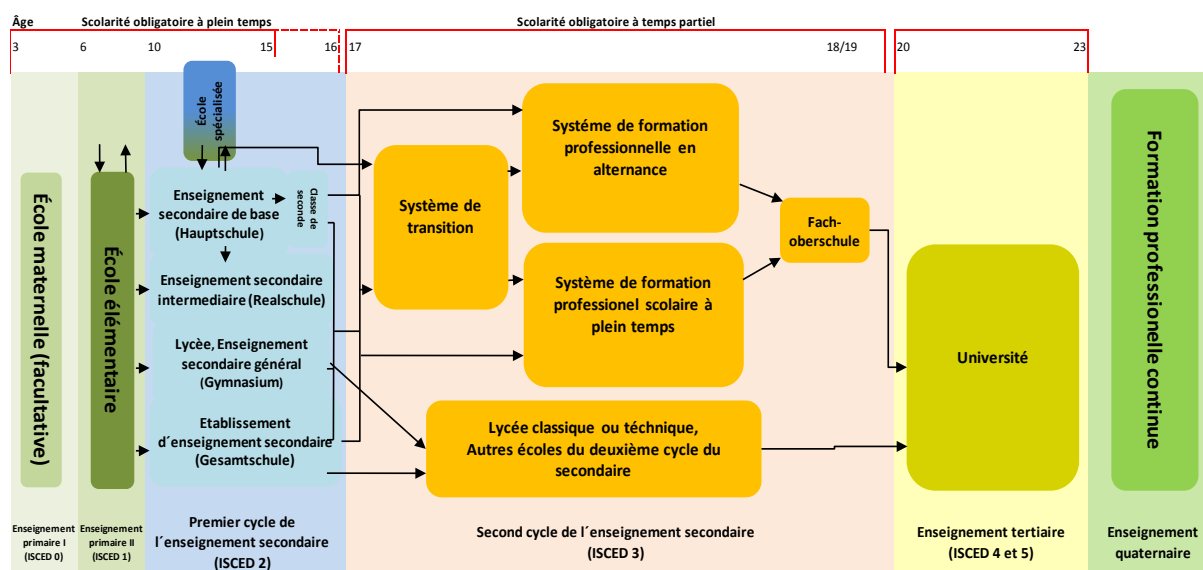 Âge
Scolarité obligatoire à plein temps
Scolarité obligatoire à temps partiel
3
6
10
15
16
17
18/19
20
23
École
spécialisée
École maternelle (facultative)
École élémentaire
Enseignement
secondaire de base
(Hauptschule)
Classe de
seconde
Enseignement secondaire
intermediaire (Realschule)
Lycèe, Enseignement
secondaire général
(Gymnasium)
Etablissement
d´enseignement secondaire
(Gesamtschule)
Système de
transition
Systéme de formation
professionnelle en
alternance
Système de formation
professionel scolaire à
plein temps
Fach-
oberschule
Lycée classique ou téchnique,
Autres écoles du deuxième cycle du
secondaire
Université
Formation professionelle continue
Enseignement
primaire I
(ISCED 0)
Enseignement
primaire II
(ISCED 1)
Premier cycle de
l´enseignement secondaire
(ISCED 2)
Second cycle de l´enseignement secondaire
(ISCED 3)
Enseignement tertiaire
(ISCED 4 et 5)
Enseignement
quaternaire